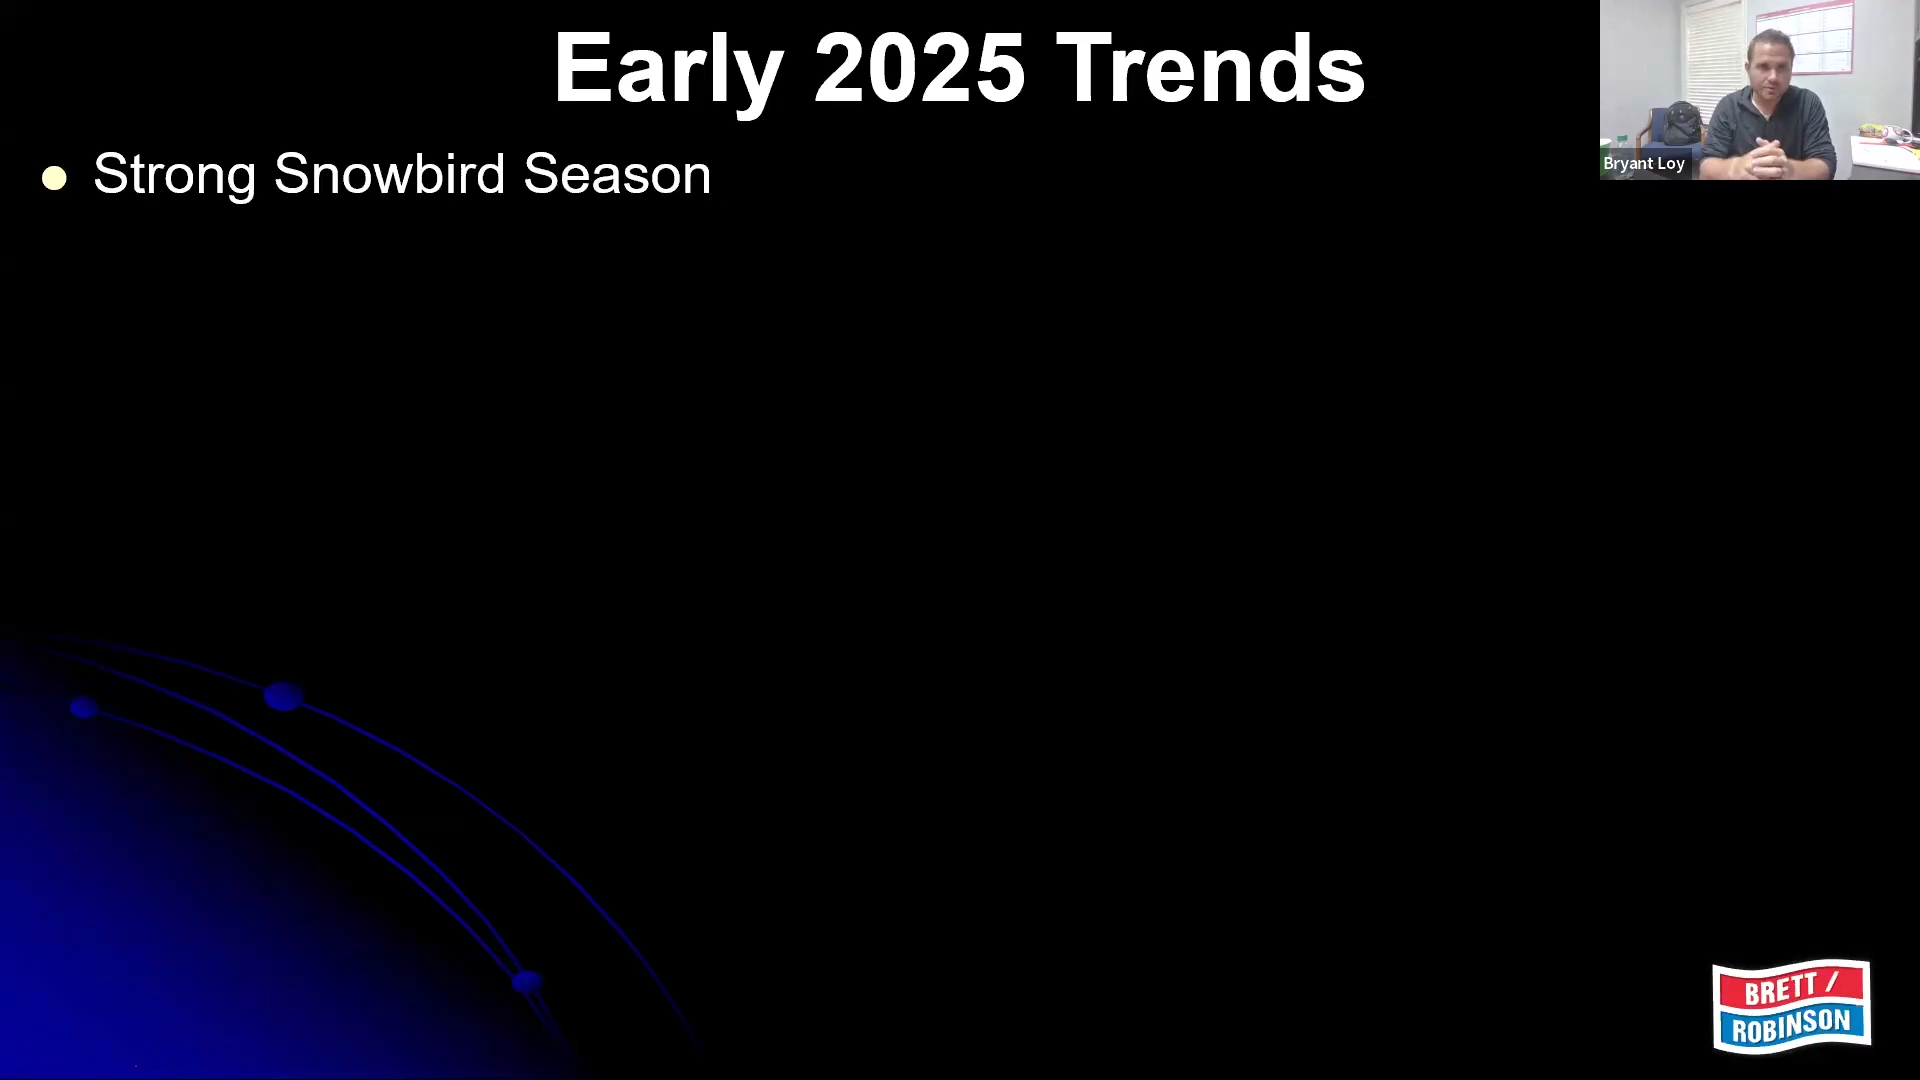 Early 2025 Trends
Strong Snowbird Season
Bryant Loy
BRETT /
ROBINSON